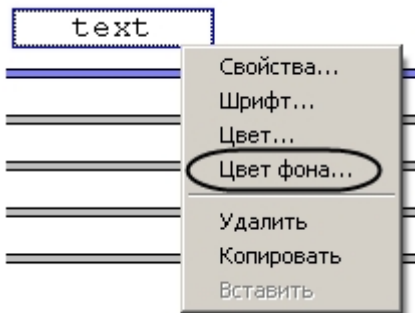 text
Свойства...
Шрифт...
Цвет...
Цвет фона...
Удалить
Копировать
Вставить